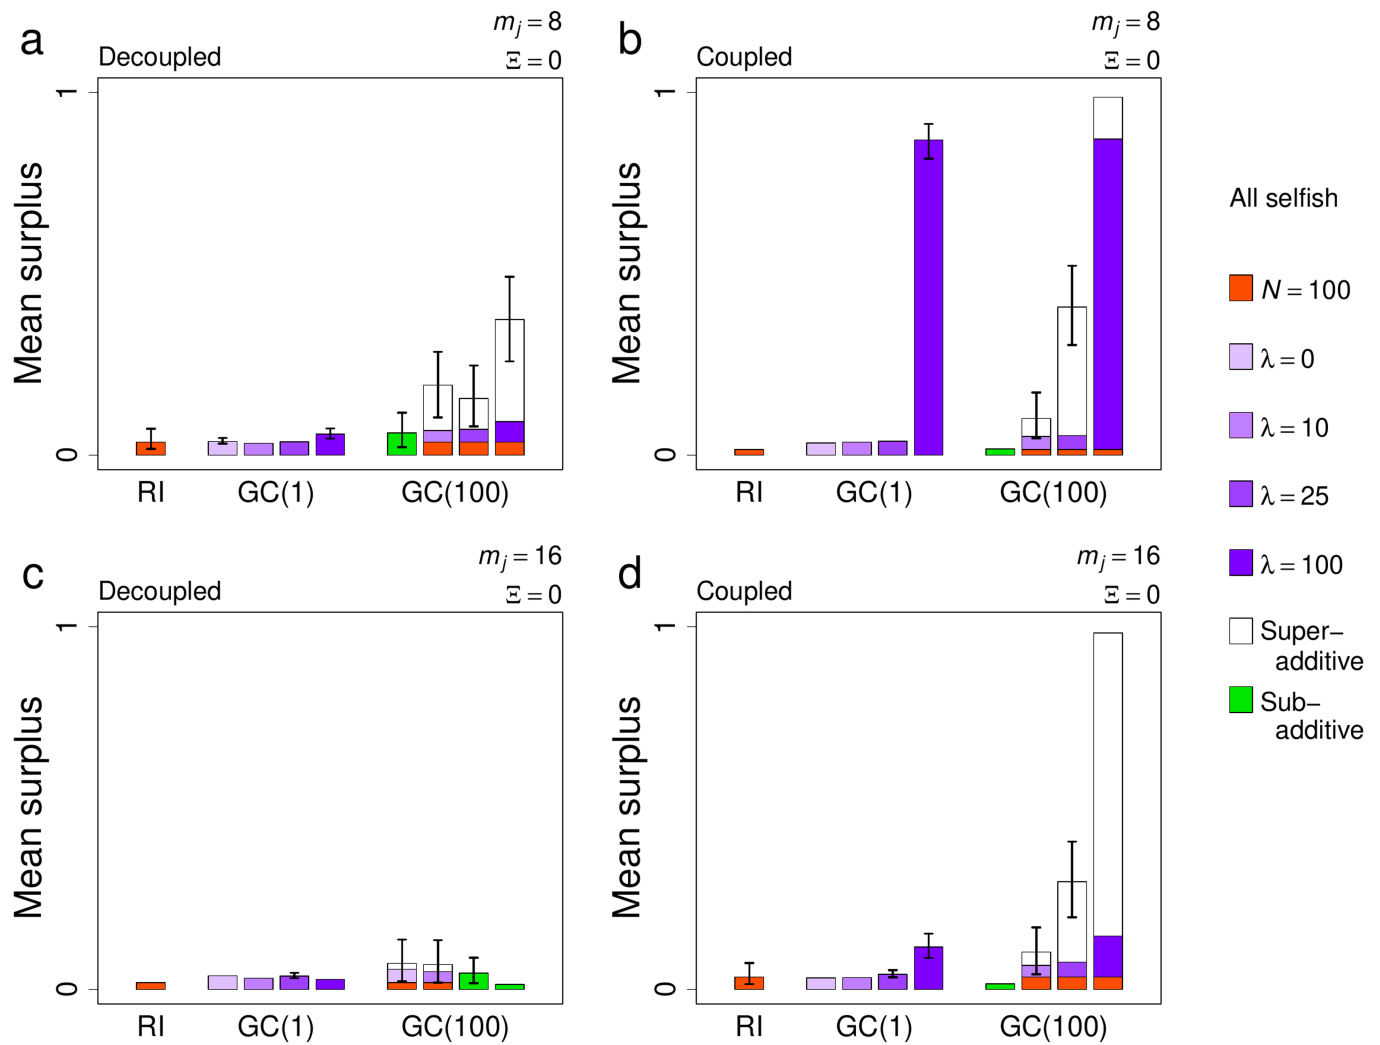 a
Decoupled
m_j = 8
Ξ = 0
1
0
Mean surplus
RI
GC(1)
GC(100)
b
Coupled
m_j = 8
Ξ = 0
1
0
Mean surplus
RI
GC(1)
GC(100)
c
Decoupled
m_j = 16
Ξ = 0
1
0
Mean surplus
RI
GC(1)
GC(100)
d
Coupled
m_j = 16
Ξ = 0
1
0
Mean surplus
RI
GC(1)
GC(100)
All selfish
N = 100
λ = 0
λ = 10
λ = 25
λ = 100
Super−
additive
Sub−
additive